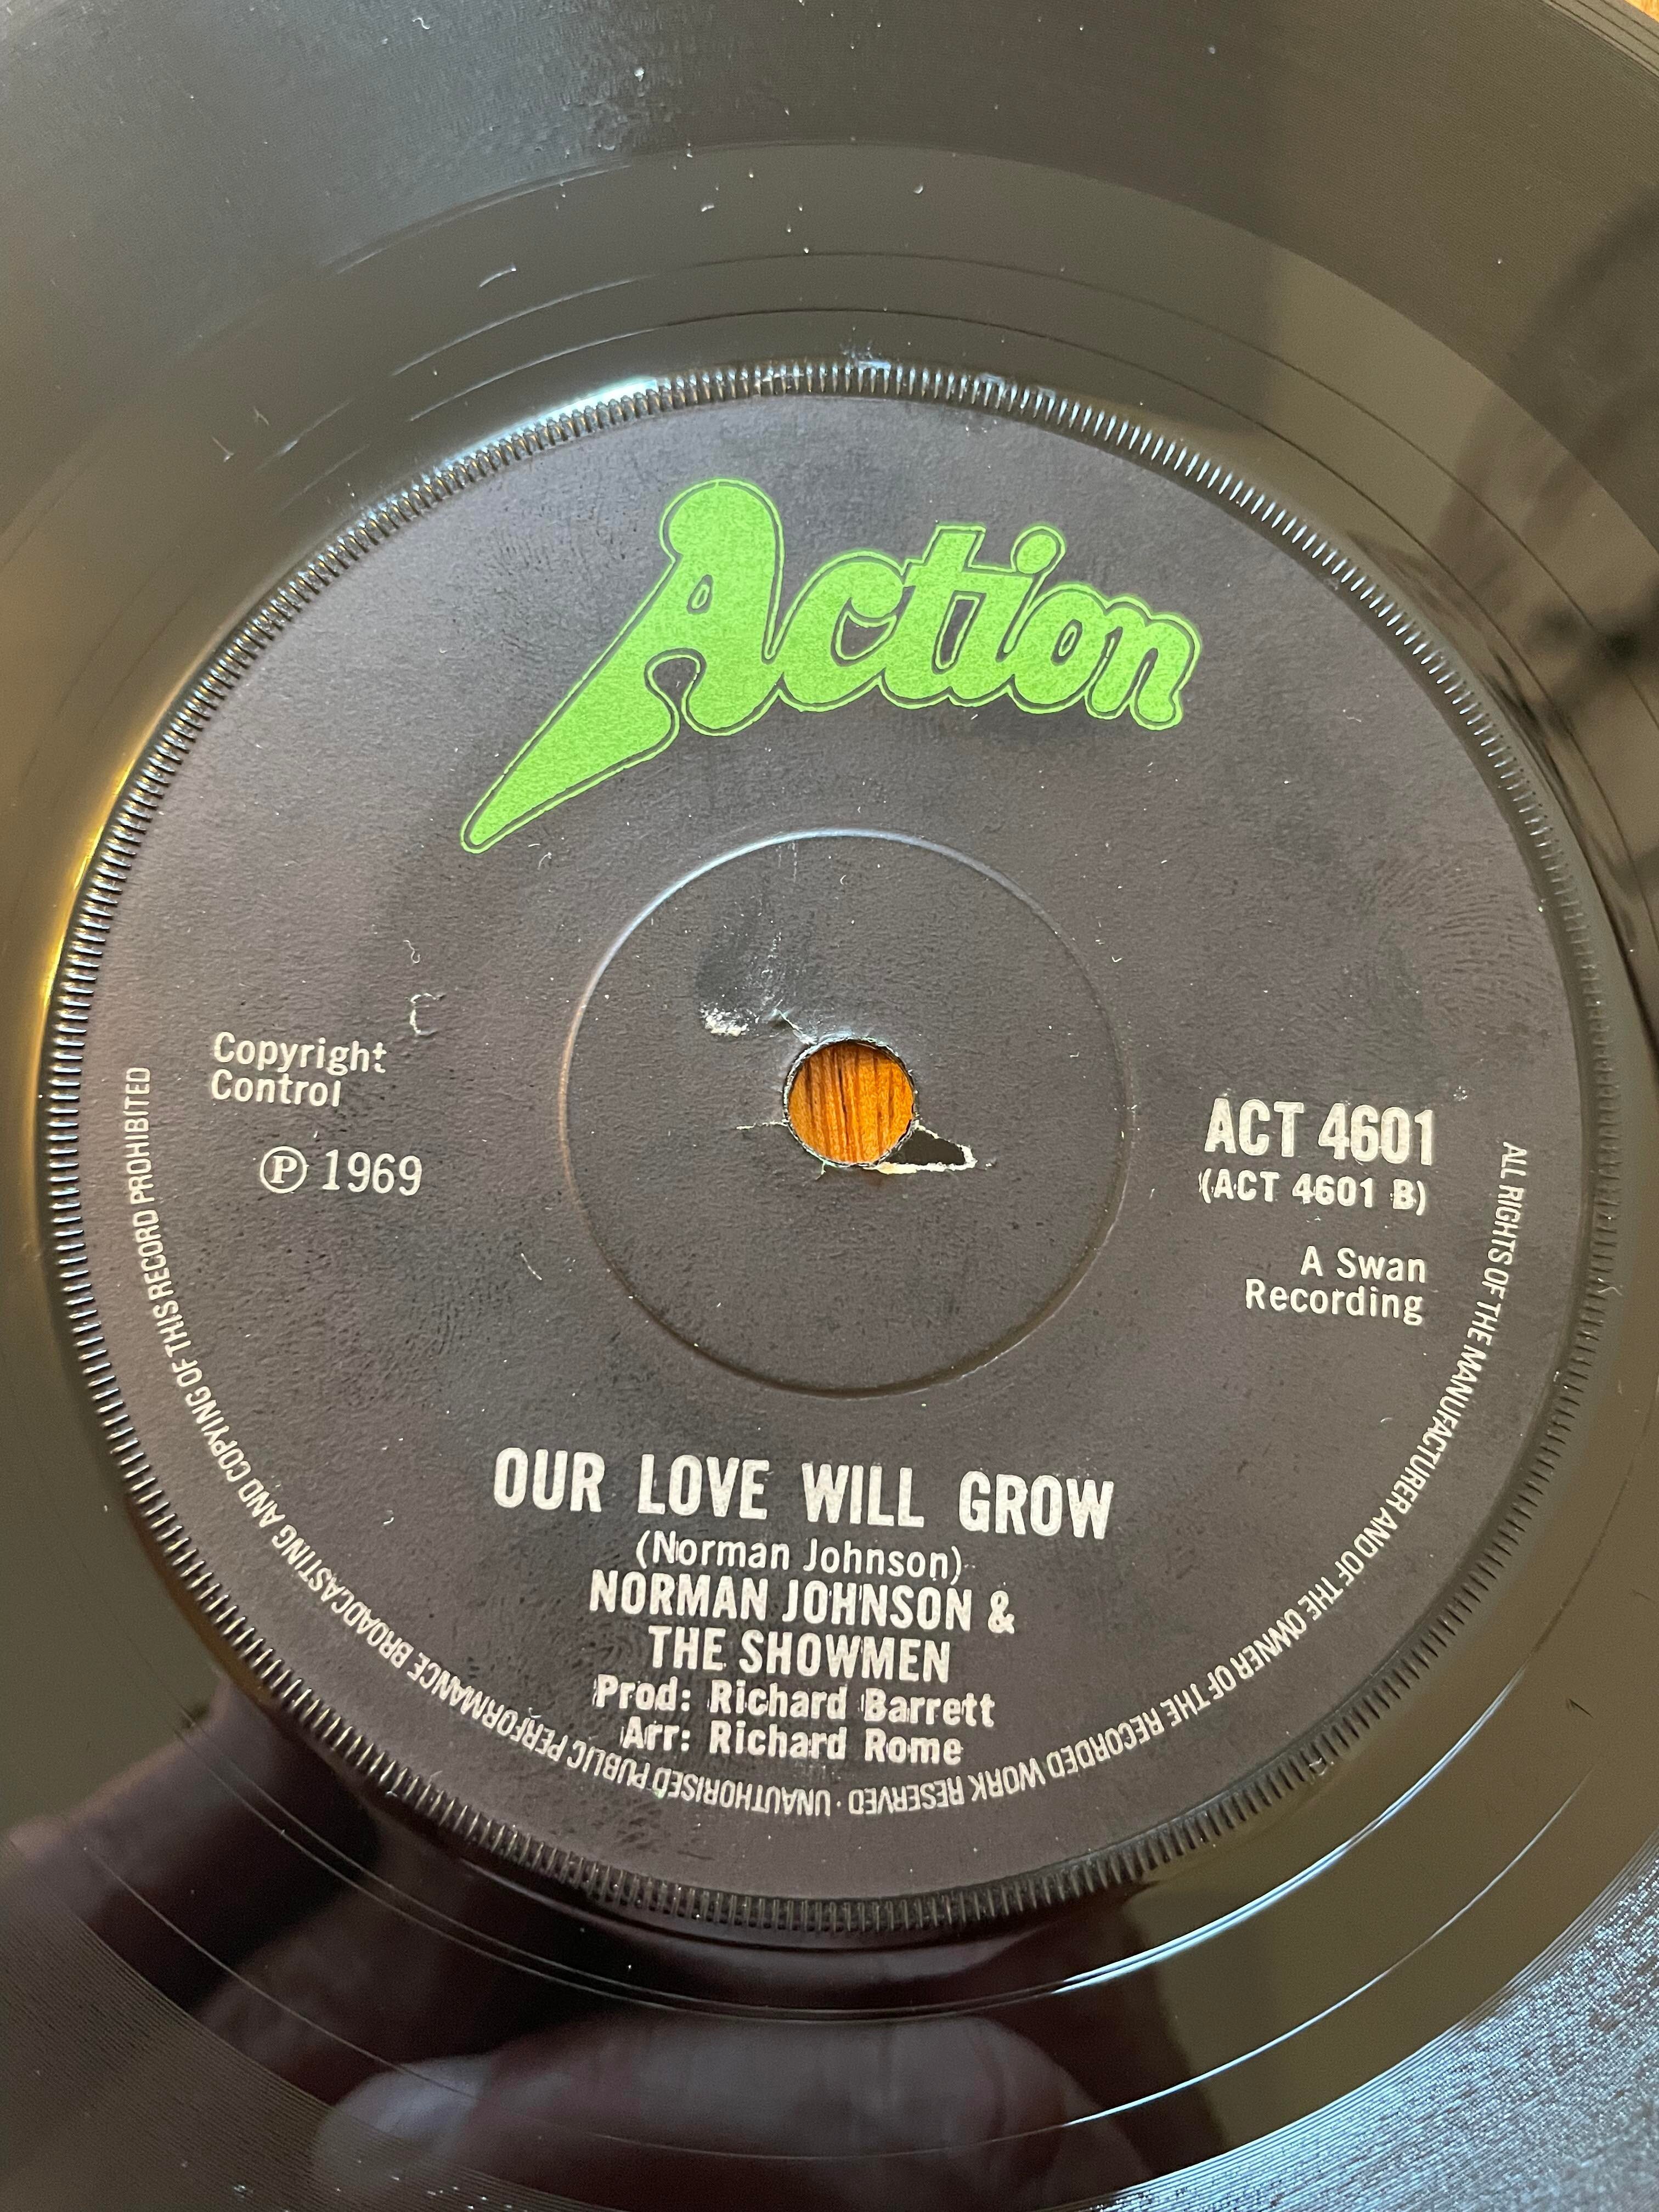 Action
Copyright
Control
Ⓟ 1969
ACT 4601
(ACT 4601 B)
A Swan
Recording
OUR LOVE WILL GROW
(Norman Johnson)
NORMAN JOHNSON &
THE SHOWMEN
Prod: Richard Barrett
Arr: Richard Rome
ALL RIGHTS OF THE MANUFACTURER AND OF THE OWNER OF THE RECORDED WORK RESERVED · UNAUTHORISED PUBLIC PERFORMANCE BROADCASTING AND COPYING OF THIS RECORD PROHIBITED